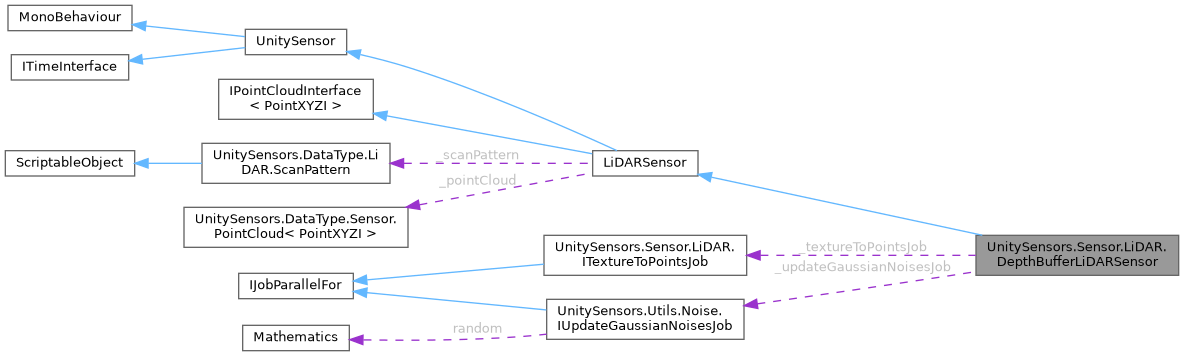 MonoBehaviour
UnitySensor
ITimeInterface
IPointCloudInterface
< PointXYZI >
ScriptableObject
UnitySensors.DataType.Li
DAR.ScanPattern
_scanPattern
LiDARSensor
_pointCloud
UnitySensors.DataType.Sensor.
PointCloud< PointXYZI >
UnitySensors.Sensor.LiDAR.
ITextureToPointsJob
_textureToPointsJob
UnitySensors.Sensor.LiDAR.
DepthBufferLiDARSensor
_updateGaussianNoisesJob
IJobParallelFor
UnitySensors.Utils.Noise.
IUpdateGaussianNoisesJob
random
Mathematics